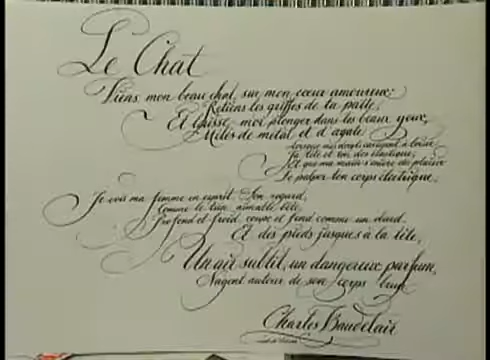 Le Chat
Viens, mon beau chat, sur mon cœur amoureux:
Retiens les griffes de ta patte,
Et laisse moi plonger dans tes beaux yeux,
Mêlés de métal et d'agate
Lorsque mes doigts caressent à loisir
Ta tête et ton dos élastique,
Et que ma main s'enivre du plaisir
De palper ton corps électrique,
Je vois ma femme en esprit Son regard,
Comme le tien, aimable bête,
Profond et froid, coupe et fend comme un dard.
Et des pieds jusques à la tête,
Un air subtil, un dangereux parfum,
Nagent autour de son corps brun
Charles Baudelair